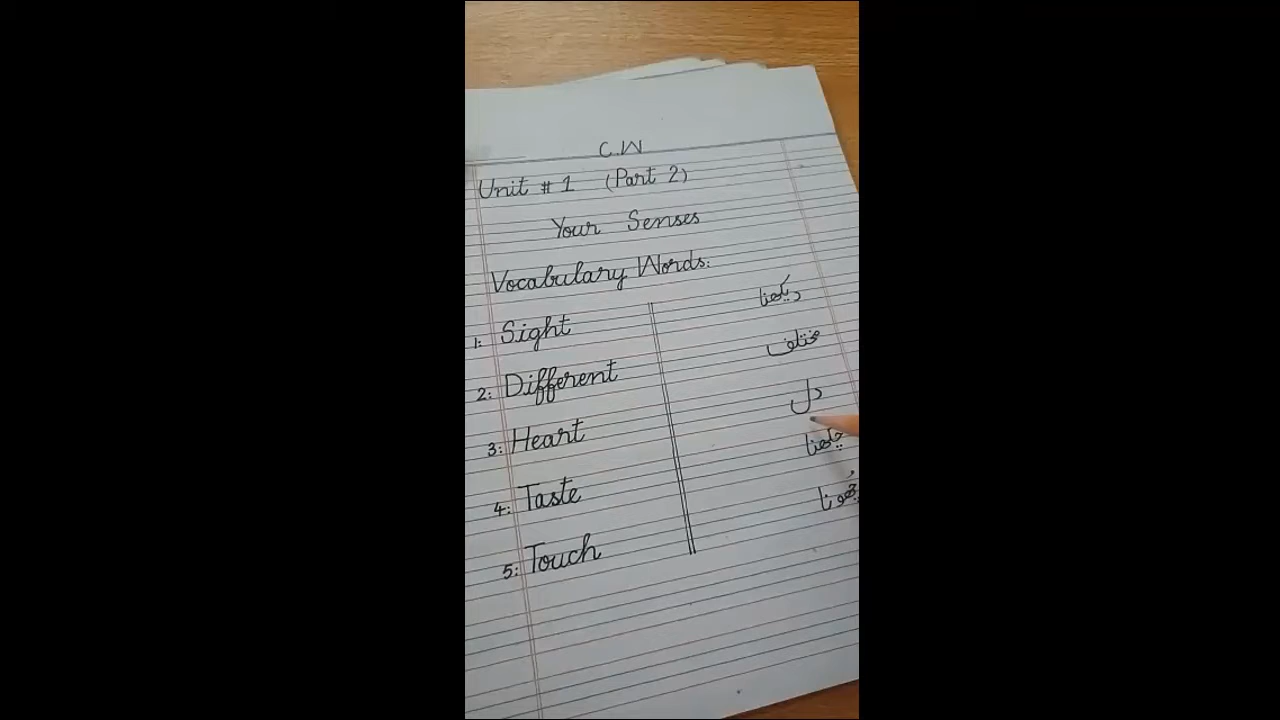 C.W
Unit # 1 (Part 2)
Your Senses
Vocabulary Words:
1: Sight دیکھنا
2: Different مختلف
3: Heart دل
4: Taste چکھنا
5: Touch چُھونا